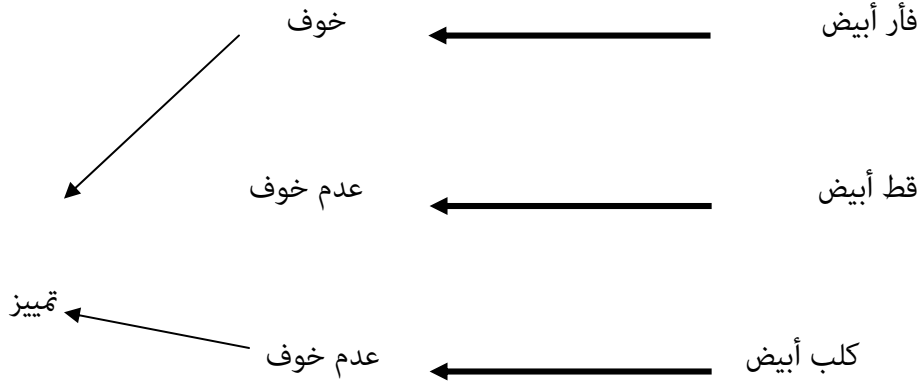 فأر أبيض خوف
قط أبيض عدم خوف
تمييز
كلب أبيض عدم خوف